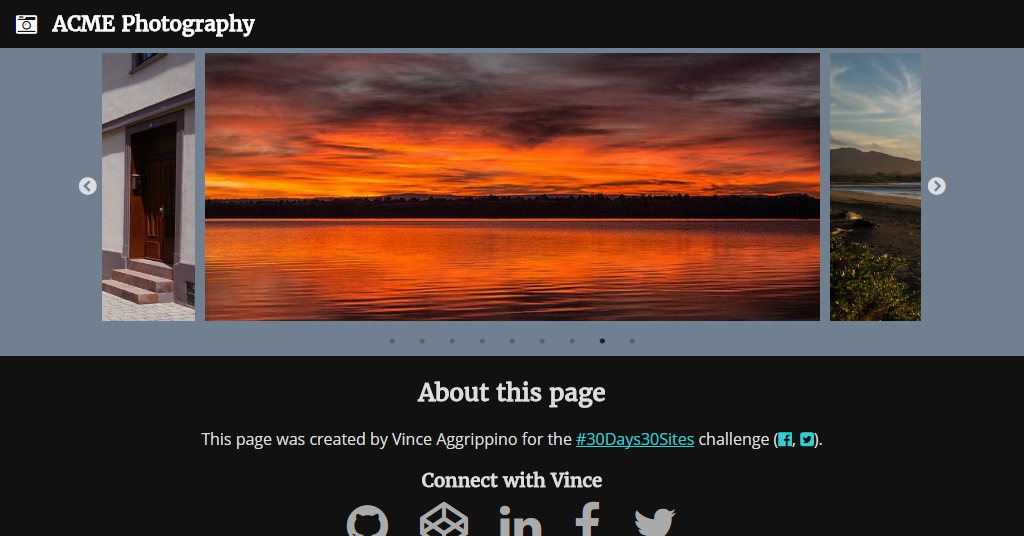 ACME Photography
About this page
This page was created by Vince Aggrippino for the #30Days30Sites challenge (, ).
Connect with Vince